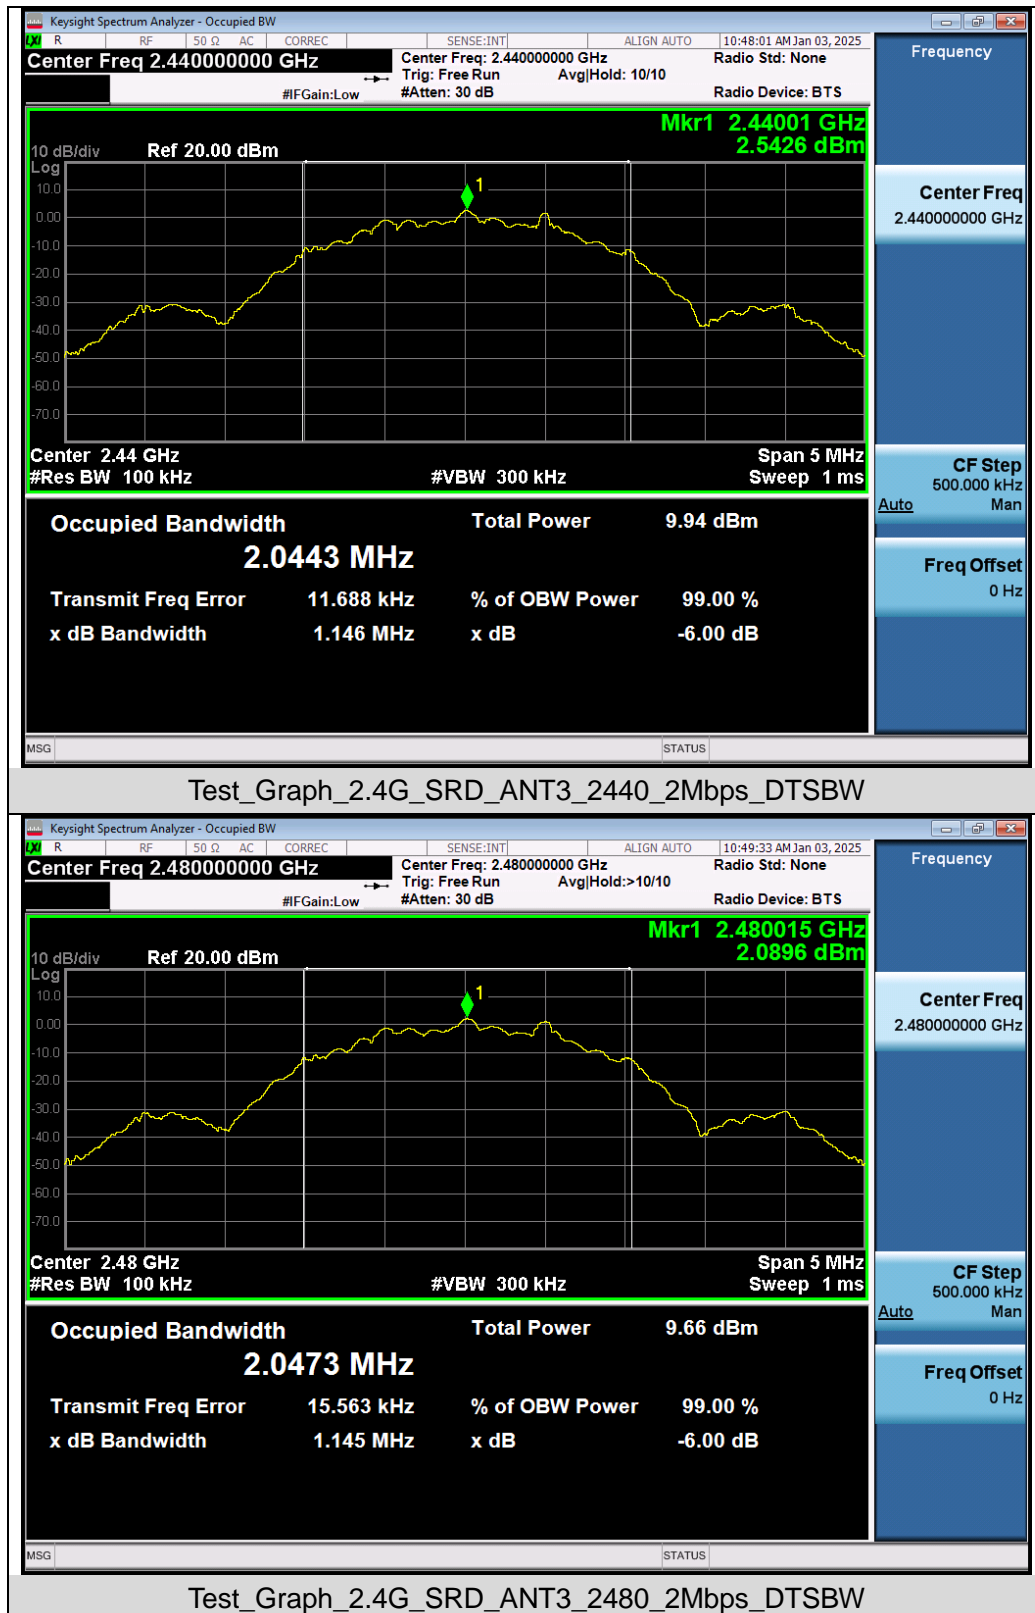 Keysight Spectrum Analyzer - Occupied BW
LXI R RF 50 Ω AC CORREC SENSE:INT ALIGN AUTO 10:48:01 AM Jan 03, 2025
Center Freq 2.440000000 GHz
Center Freq: 2.440000000 GHz Radio Std: None
Trig: Free Run Avg|Hold: 10/10
#IFGain:Low #Atten: 30 dB Radio Device: BTS
Frequency
Mkr1 2.44001 GHz
2.5426 dBm
10 dB/div Ref 20.00 dBm
Log
10.0
0.00
-10.0
-20.0
-30.0
-40.0
-50.0
-60.0
-70.0
1
Center Freq
2.440000000 GHz
Center 2.44 GHz Span 5 MHz
#Res BW 100 kHz #VBW 300 kHz Sweep 1 ms
CF Step
500.000 kHz
Auto Man
Occupied Bandwidth Total Power 9.94 dBm
2.0443 MHz
Freq Offset
0 Hz
Transmit Freq Error 11.688 kHz % of OBW Power 99.00 %
x dB Bandwidth 1.146 MHz x dB -6.00 dB
MSG STATUS
Test_Graph_2.4G_SRD_ANT3_2440_2Mbps_DTSBW
Keysight Spectrum Analyzer - Occupied BW
LXI R RF 50 Ω AC CORREC SENSE:INT ALIGN AUTO 10:49:33 AM Jan 03, 2025
Center Freq 2.480000000 GHz
Center Freq: 2.480000000 GHz Radio Std: None
Trig: Free Run Avg|Hold:>10/10
#IFGain:Low #Atten: 30 dB Radio Device: BTS
Frequency
Mkr1 2.480015 GHz
2.0896 dBm
10 dB/div Ref 20.00 dBm
Log
10.0
0.00
-10.0
-20.0
-30.0
-40.0
-50.0
-60.0
-70.0
1
Center Freq
2.480000000 GHz
Center 2.48 GHz Span 5 MHz
#Res BW 100 kHz #VBW 300 kHz Sweep 1 ms
CF Step
500.000 kHz
Auto Man
Occupied Bandwidth Total Power 9.66 dBm
2.0473 MHz
Freq Offset
0 Hz
Transmit Freq Error 15.563 kHz % of OBW Power 99.00 %
x dB Bandwidth 1.145 MHz x dB -6.00 dB
MSG STATUS
Test_Graph_2.4G_SRD_ANT3_2480_2Mbps_DTSBW